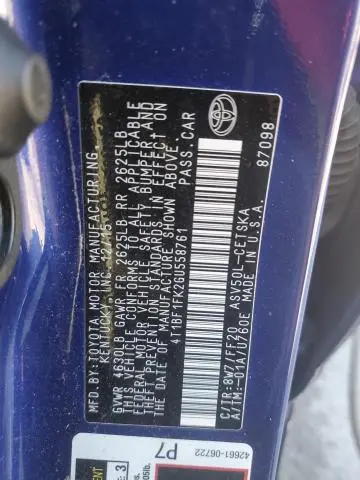 MFD. BY: TOYOTA MOTOR MANUFACTURING,
KENTUCKY, INC. 12/15
GVWR 4630LB GAWR FR 2625LB RR 2625LB
THIS VEHICLE CONFORMS TO ALL APPLICABLE
FEDERAL MOTOR VEHICLE SAFETY, BUMPER, AND
THEFT PREVENTION STANDARDS IN EFFECT ON
THE DATE OF MANUFACTURE SHOWN ABOVE.
4T1BF1FK2GU558761 PASS.CAR
C/TR:8W7/FF20 ASV50L-CETSKA
A/TM:-01A/U760E MADE IN U.S.A.
87098
42661-06722
P7
3